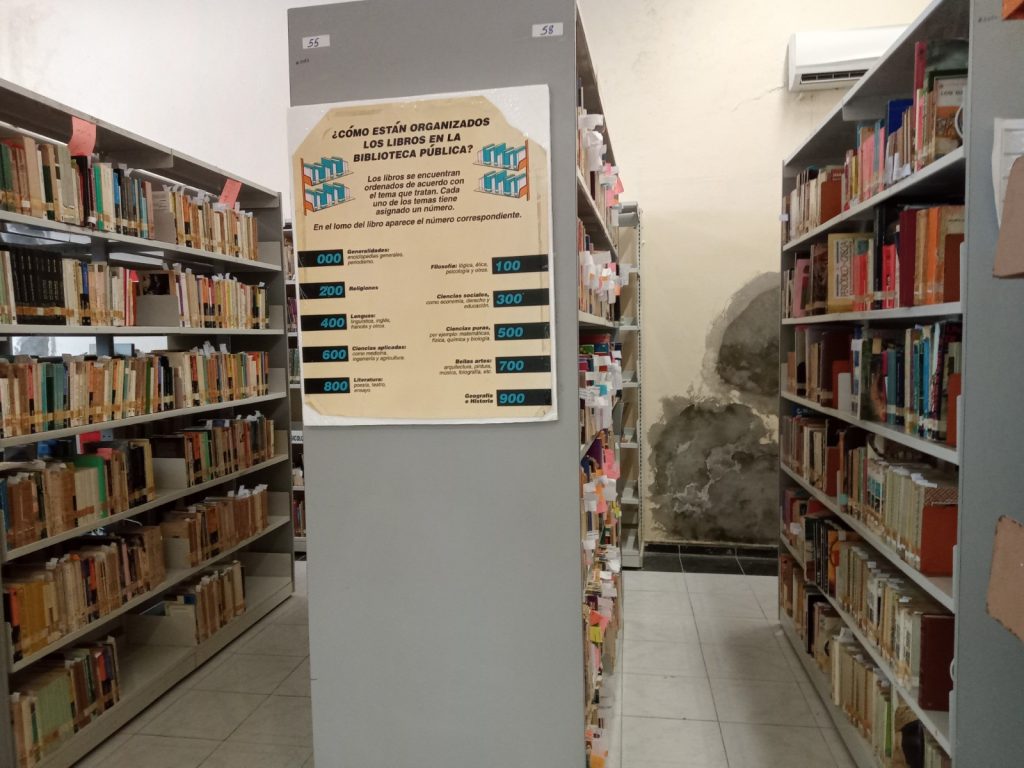 55
58
¿CÓMO ESTÁN ORGANIZADOS
LOS LIBROS EN LA
BIBLIOTECA PÚBLICA?
Los libros se encuentran
ordenados de acuerdo con
el tema que tratan. Cada
uno de los temas tiene
asignado un número.
En el lomo del libro aparece el número correspondiente.
000 Generalidades:
enciclopedias generales,
periodismo.
Filosofía: lógica, ética,
psicología y otros. 100
200 Religiones
Ciencias sociales,
como economía, derecho y
educación. 300
400 Lenguas:
lingüística, inglés,
francés y otros.
Ciencias puras,
por ejemplo: matemáticas,
física, química y biología. 500
600 Ciencias aplicadas:
como medicina,
ingeniería y agricultura.
Bellas artes:
arquitectura, pintura,
música, fotografía, etc. 700
800 Literatura:
poesía, teatro,
ensayo.
Geografía
e Historia 900